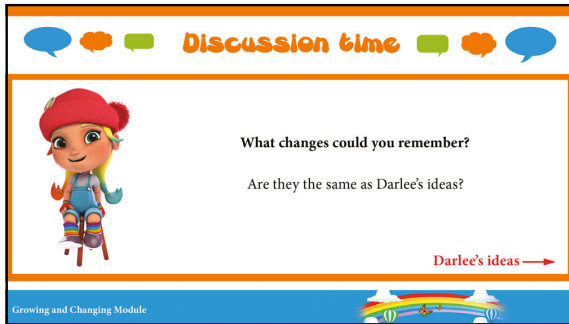 Discussion time
What changes could you remember?
Are they the same as Darlee's ideas?
Darlee's ideas
Growing and Changing Module